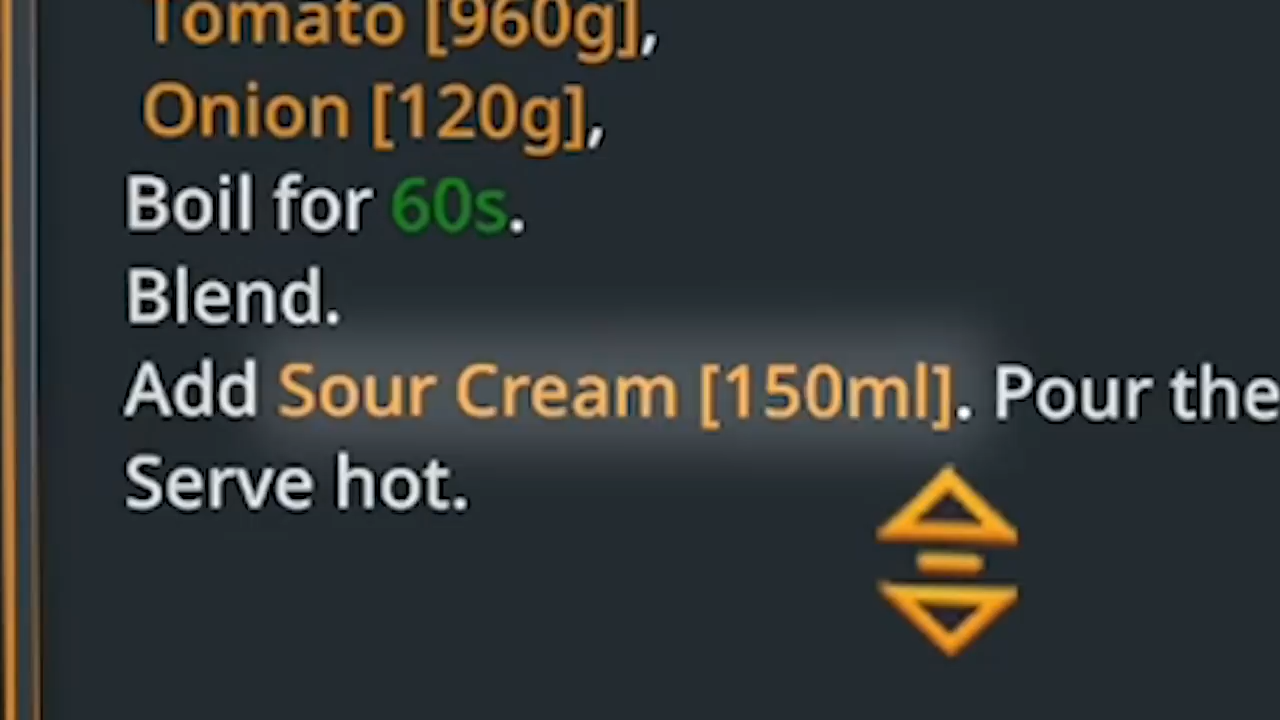 Tomato [960g],
Onion [120g],
Boil for 60s.
Blend.
Add Sour Cream [150ml]. Pour the
Serve hot.